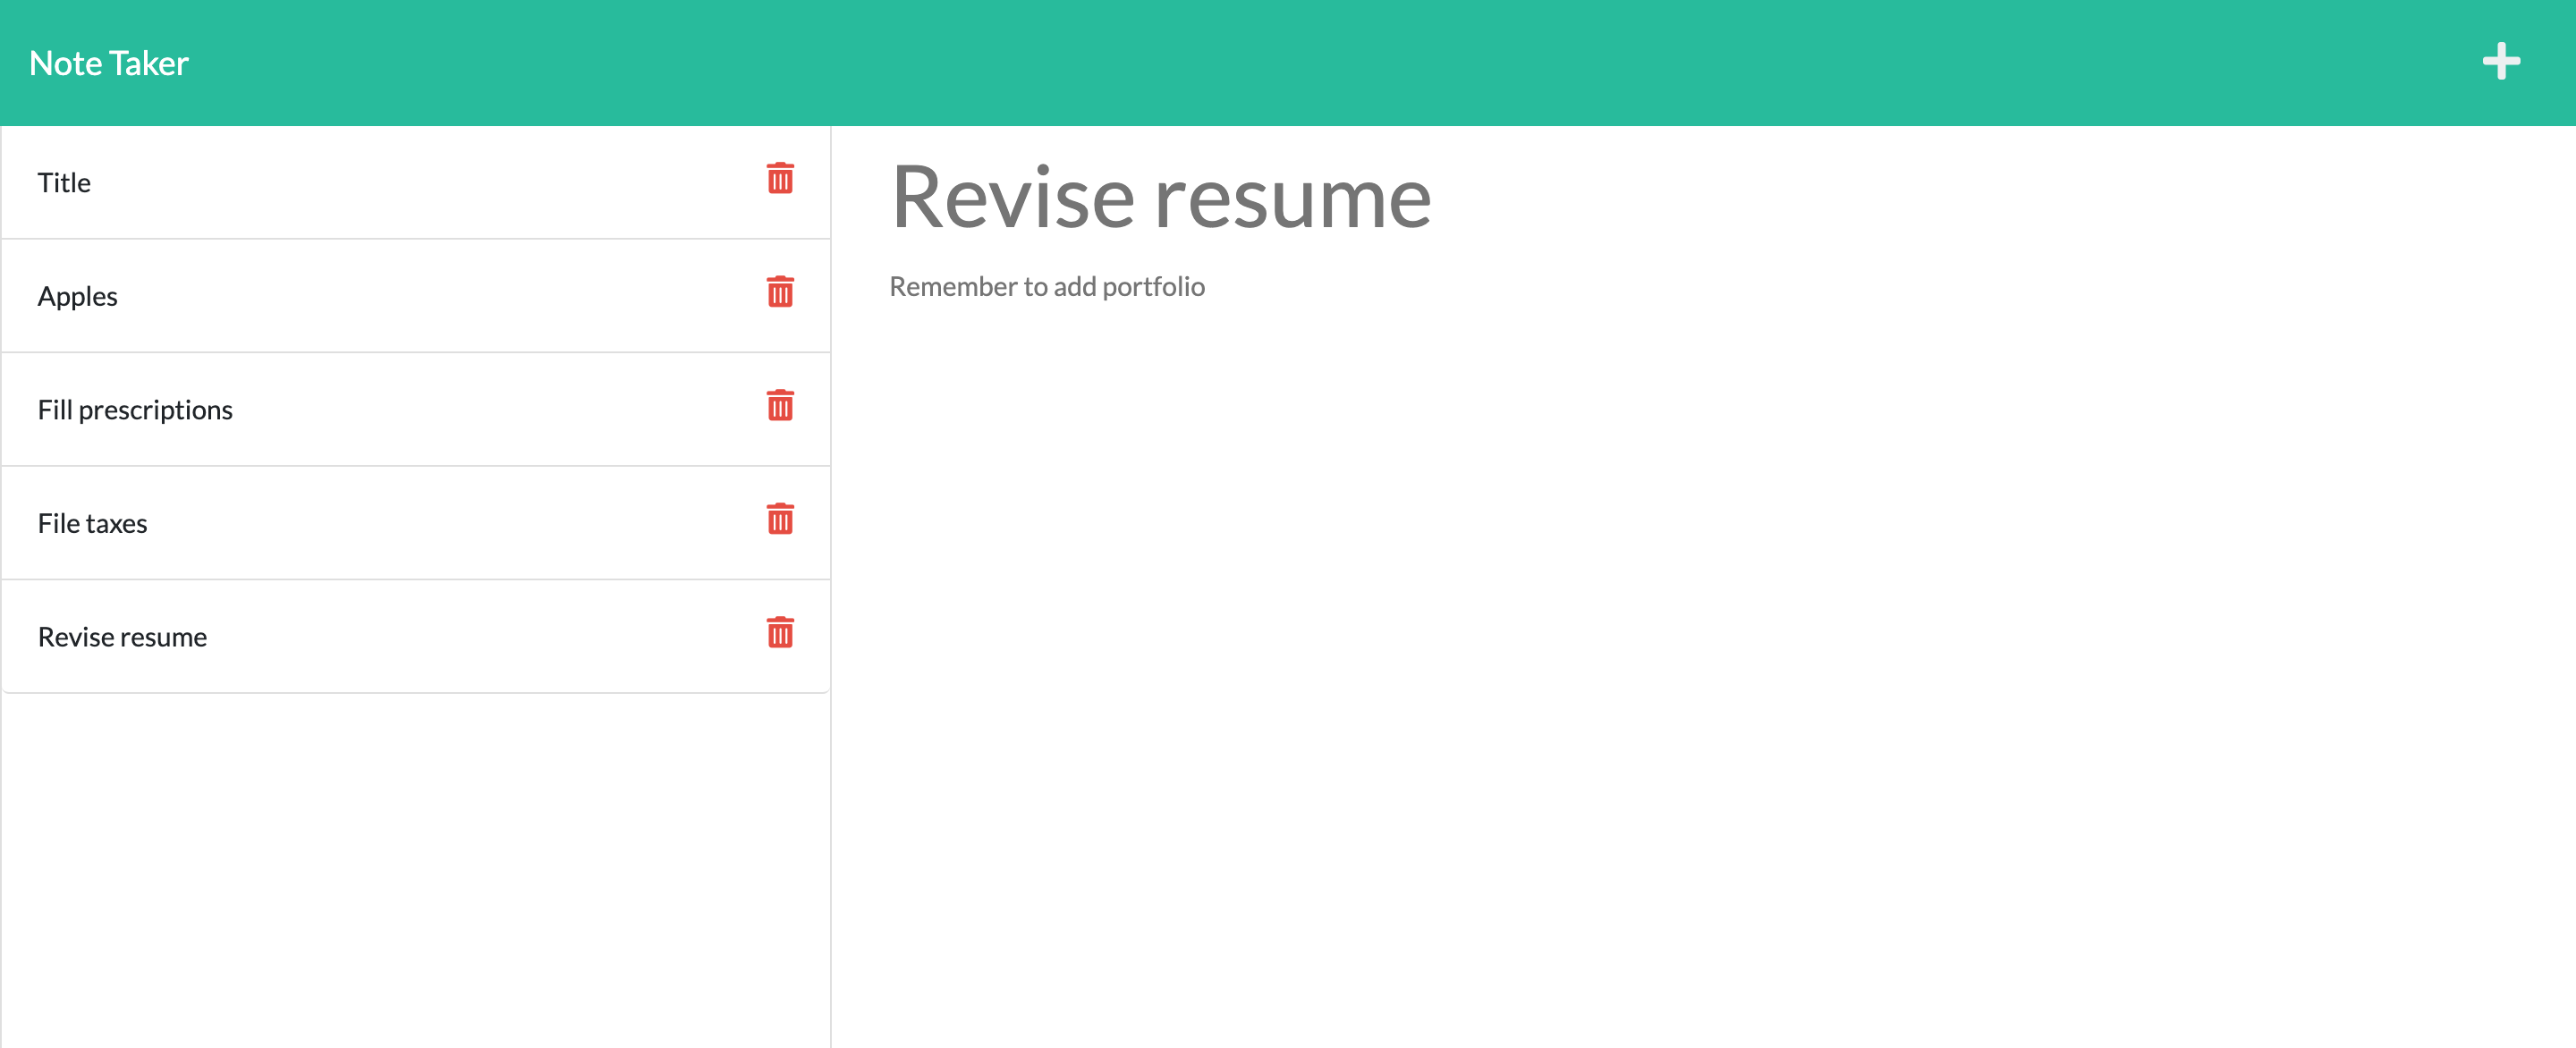 Note Taker
Title
Apples
Fill prescriptions
File taxes
Revise resume
Revise resume
Remember to add portfolio